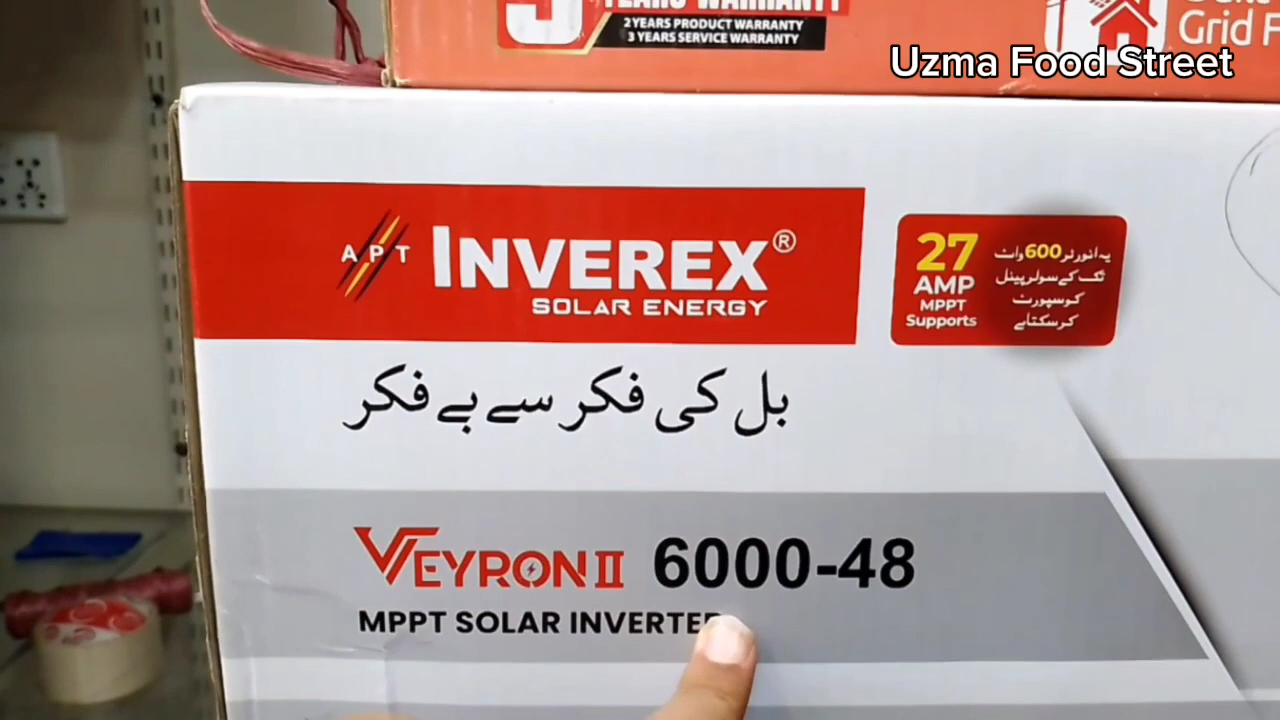 YEARS WARRANTY
2 YEARS PRODUCT WARRANTY
3 YEARS SERVICE WARRANTY
Grid
Uzma Food Street
APT INVEREX®
SOLAR ENERGY
27
AMP
MPPT
Supports
یہ انورٹر 600 واٹ
تک کے سولر پینل
کو سپورٹ
کرسکتا ہے
بل کی فکر سے بے فکر
VEYRON II 6000-48
MPPT SOLAR INVERTER